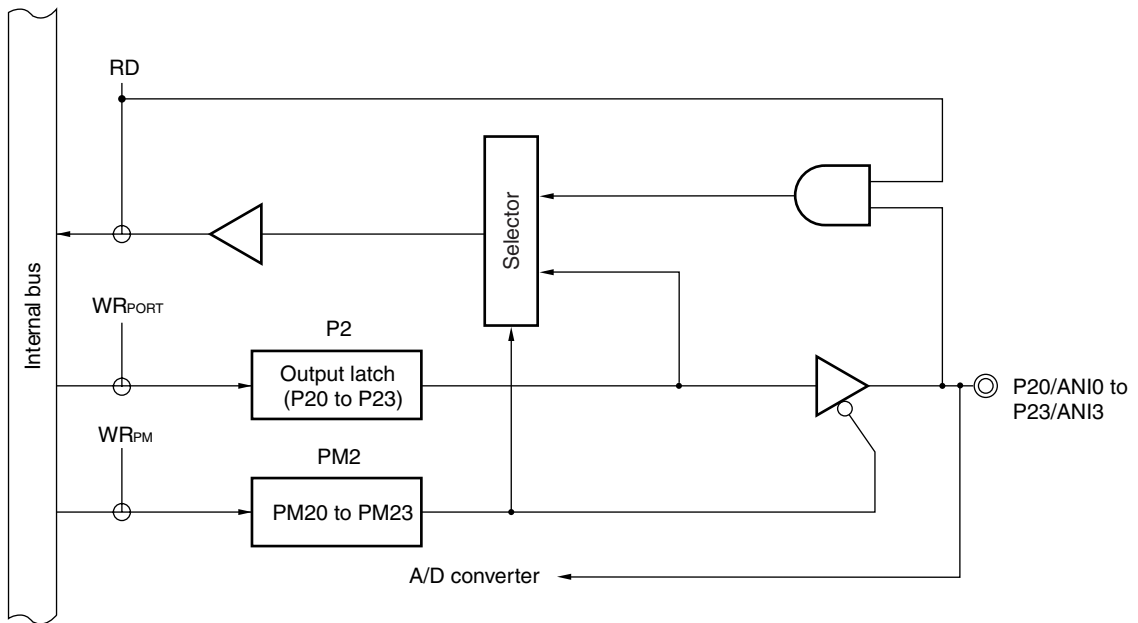 RD
Selector
Internal bus
WRPORT
P2
Output latch
(P20 to P23)
P20/ANI0 to
P23/ANI3
WRPM
PM2
PM20 to PM23
A/D converter